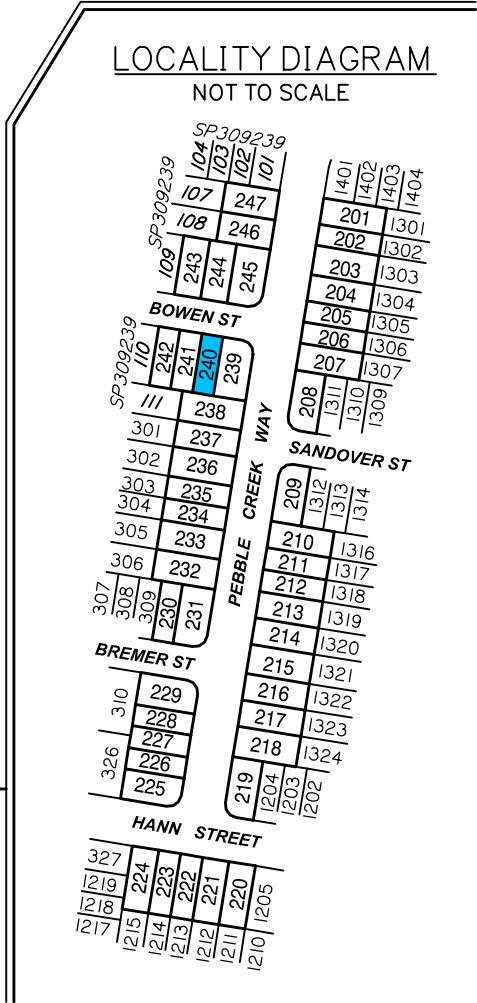 LOCALITY DIAGRAM
NOT TO SCALE
SP309239
104 103 102 101
SP309239
107 247
108 246
109 243 244 245
BOWEN ST
SP309239
110 242 241 240 239
111 238
301 237
302 236
303 235
304 234
305 233
306 232
307 308 309 230 231
BREMER ST
310 229
228
227
326 226
225
HANN STREET
327
1219
1218
1217
224 223 222 221 220 1205
1215 1214 1213 1212 1211 1210
PEBBLE CREEK WAY
1401 1402 1403 1404
201 1301
202 1302
203 1303
204 1304
205 1305
206 1306
207 1307
208 1311 1310 1309
SANDOVER ST
209 1312 1313 1314
210 1316
211 1317
212 1318
213 1319
214 1320
215 1321
216 1322
217 1323
218 1324
219 1204 1203 1202